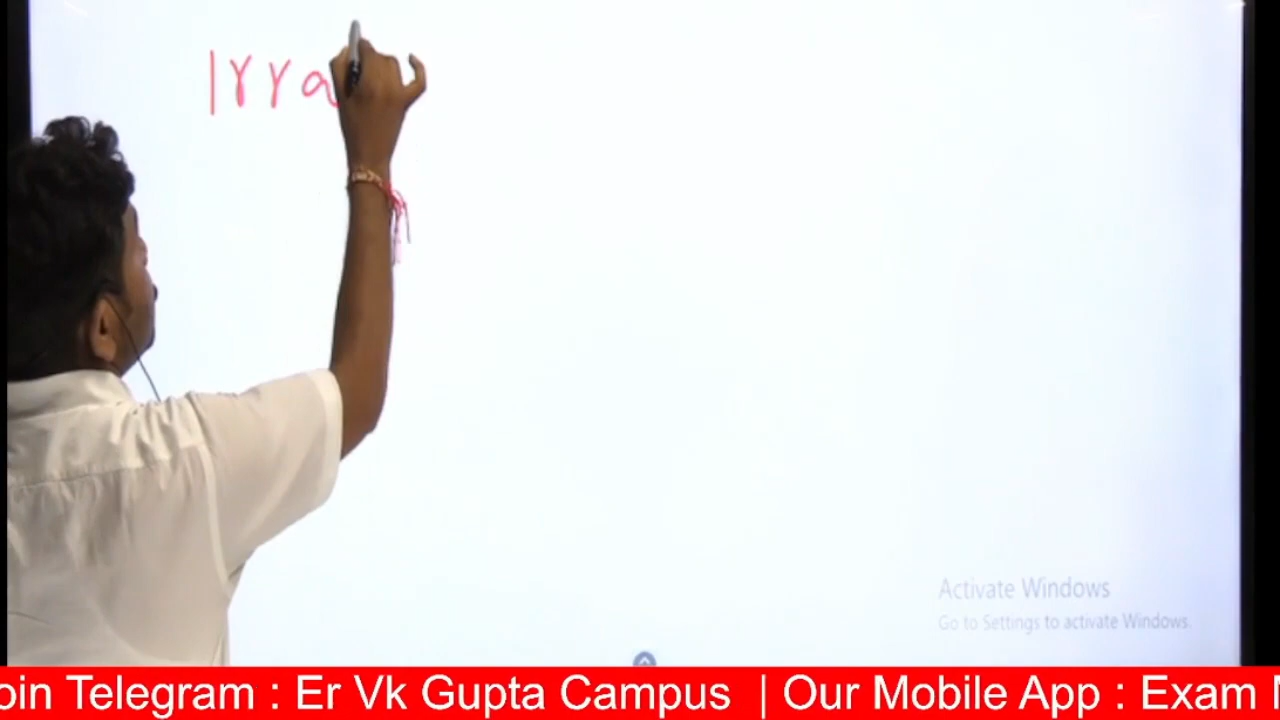 Irra
Activate Windows
Go to Settings to activate Windows.
oin Telegram : Er Vk Gupta Campus | Our Mobile App : Exam